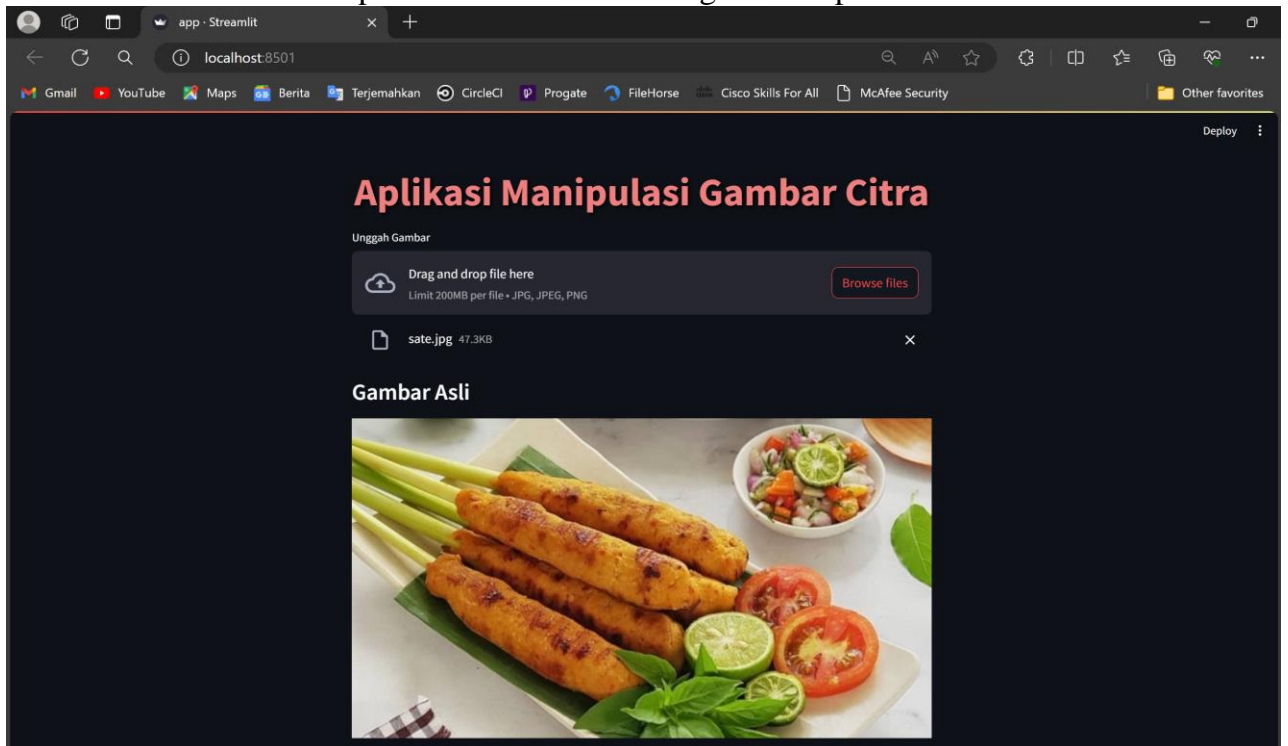 app · Streamlit
localhost:8501
Gmail YouTube Maps Berita Terjemahkan CircleCI Progate FileHorse Cisco Skills For All McAfee Security Other favorites
Deploy
Aplikasi Manipulasi Gambar Citra
Unggah Gambar
Drag and drop file here
Limit 200MB per file • JPG, JPEG, PNG
Browse files
sate.jpg 47.3KB
Gambar Asli